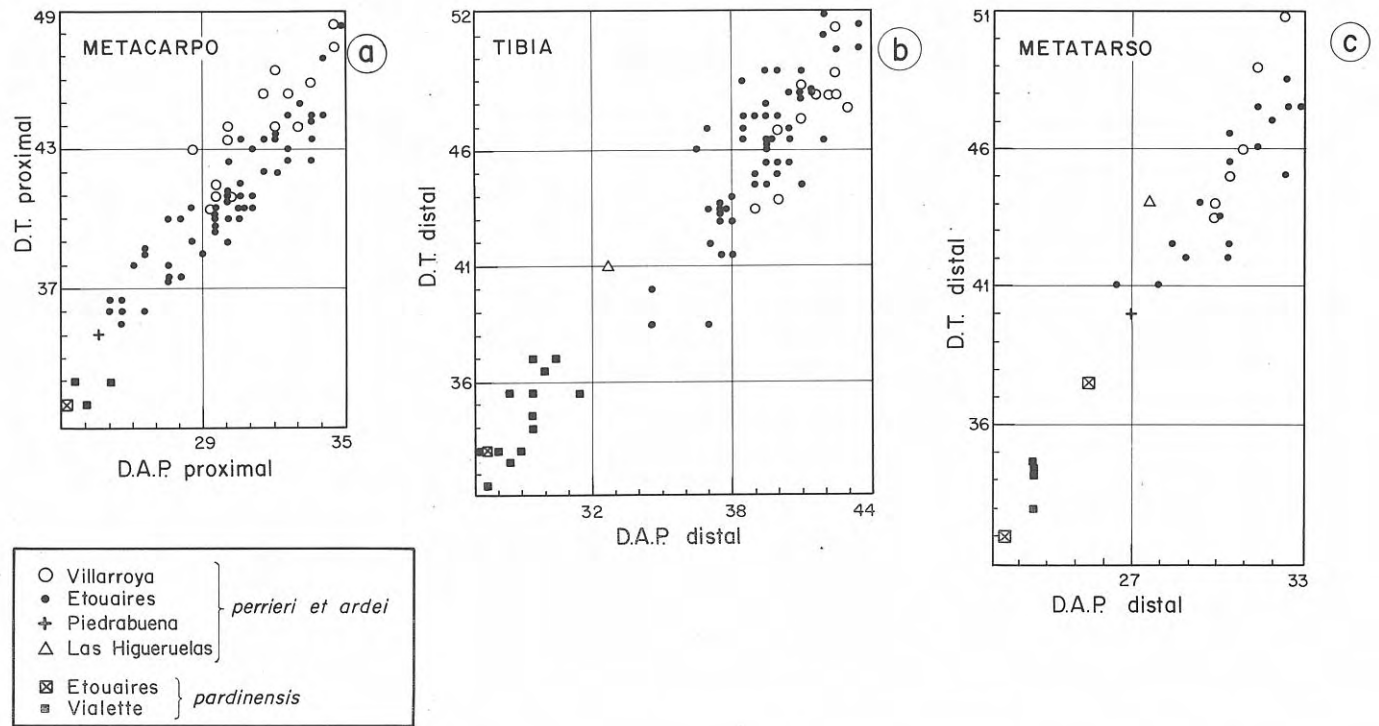 METACARPO
a
49
43
37
D.T. proximal
29
35
D.A.P. proximal
TIBIA
b
52
46
41
36
D.T. distal
32
38
44
D.A.P. distal
METATARSO
c
51
46
41
36
D.T. distal
27
33
D.A.P. distal
Villarroya
Etouaires
Piedrabuena
Las Higueruelas
perrieri et ardei
Etouaires
Vialette
pardinensis